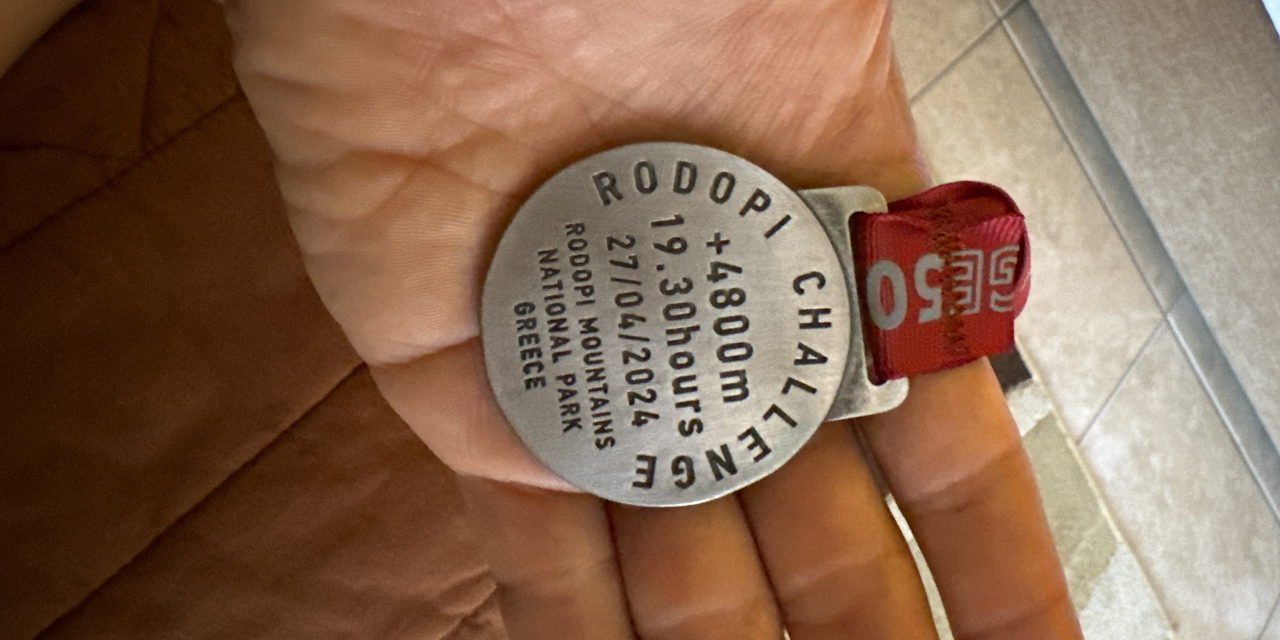 RODOPI CHALLENGE
+4800m
19.30hours
27/04/2024
RODOPI MOUNTAINS
NATIONAL PARK
GREECE
50